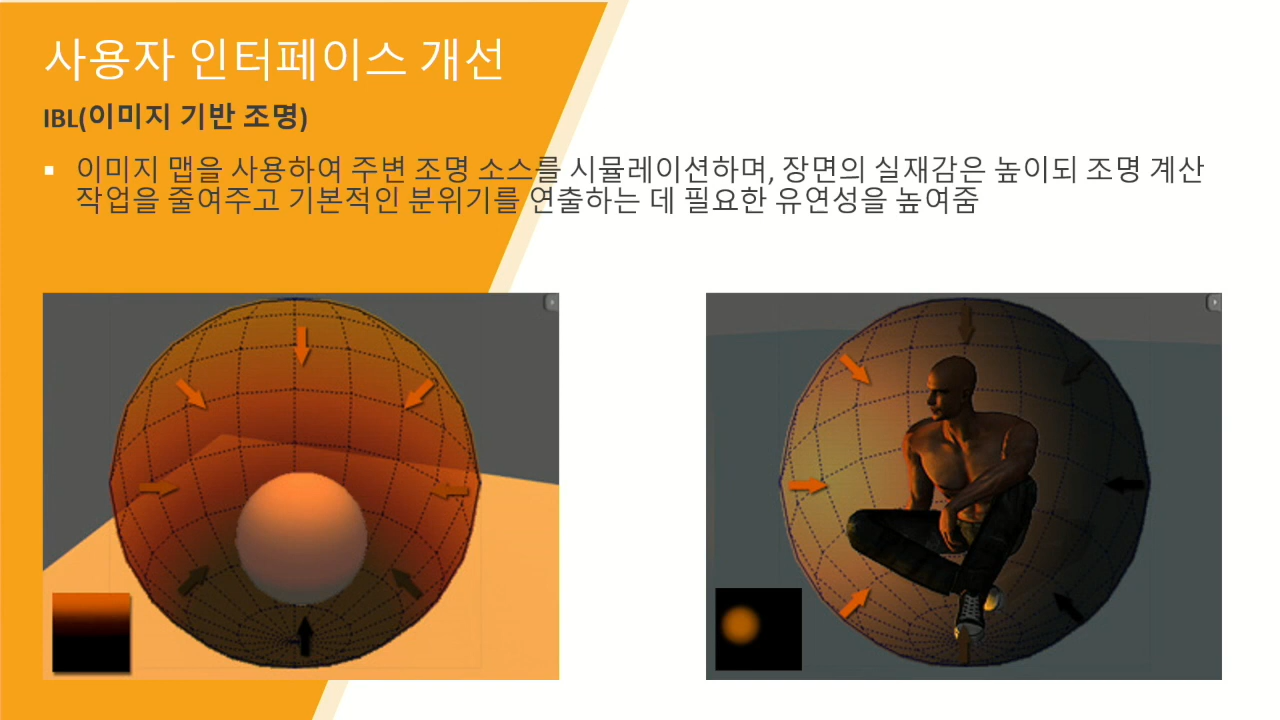 사용자 인터페이스 개선
IBL(이미지 기반 조명)
이미지 맵을 사용하여 주변 조명 소스를 시뮬레이션하며, 장면의 실재감은 높이되 조명 계산
작업을 줄여주고 기본적인 분위기를 연출하는 데 필요한 유연성을 높여줌